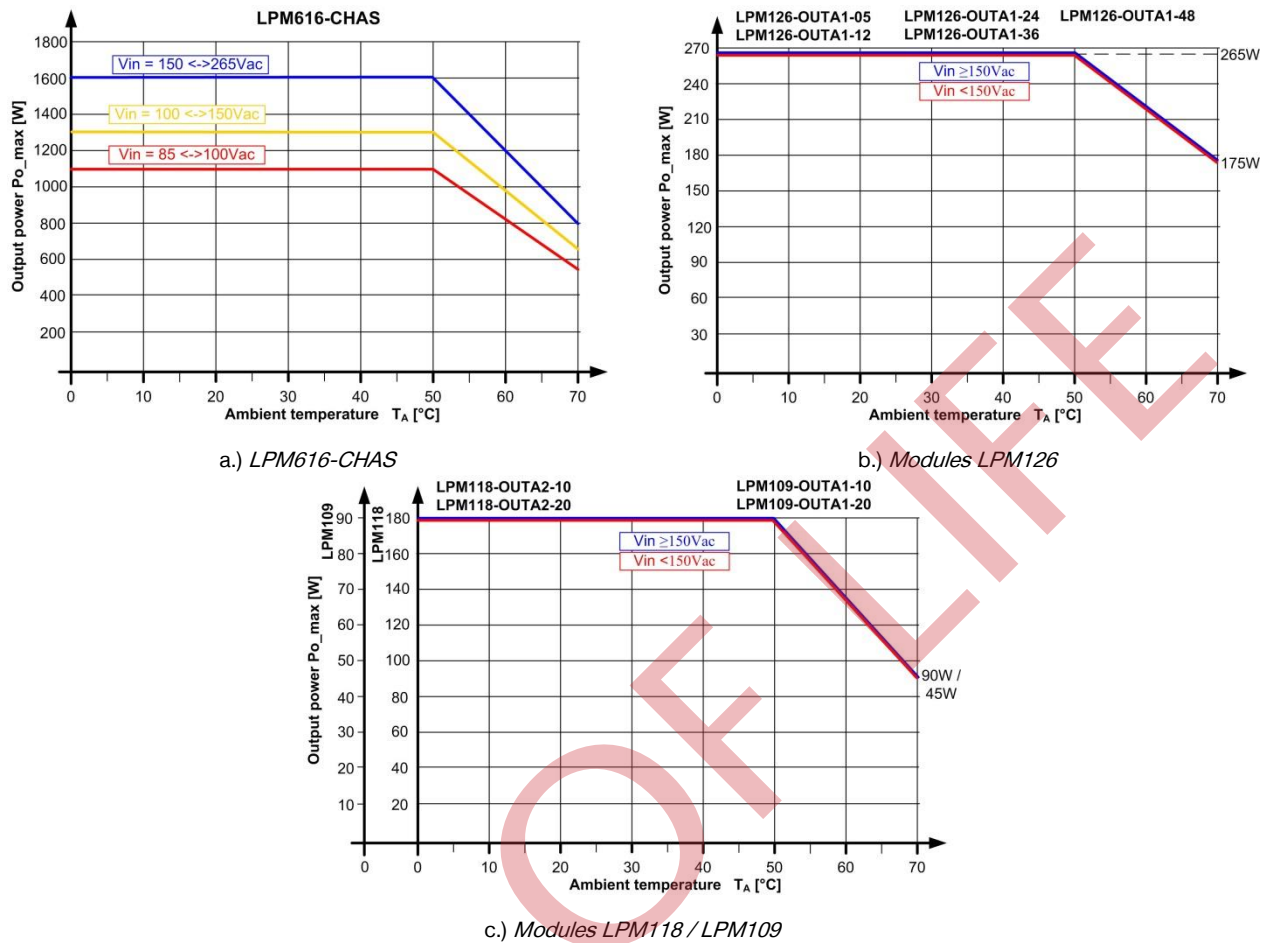 LPM616-CHAS
1800
1600
1400
1200
1000
800
600
400
200
0
10
20
30
40
50
60
70
Output power Po_max [W]
Ambient temperature TA [°C]
Vin = 150 <->265Vac
Vin = 100 <->150Vac
Vin = 85 <->100Vac
a.) LPM616-CHAS
LPM126-OUTA1-05 LPM126-OUTA1-24 LPM126-OUTA1-48
LPM126-OUTA1-12 LPM126-OUTA1-36
270
240
210
180
150
120
90
60
30
0
10
20
30
40
50
60
70
Output power Po_max [W]
Ambient temperature TA [°C]
Vin ≥150Vac
Vin <150Vac
265W
175W
b.) Modules LPM126
LPM118-OUTA2-10 LPM109-OUTA1-10
LPM118-OUTA2-20 LPM109-OUTA1-20
LPM109
LPM118
90
80
70
60
50
40
30
20
10
0
180
160
140
120
100
80
60
40
20
0
10
20
30
40
50
60
70
Output power Po_max [W]
Ambient temperature TA [°C]
Vin ≥150Vac
Vin <150Vac
90W /
45W
c.) Modules LPM118 / LPM109
OF LIFE